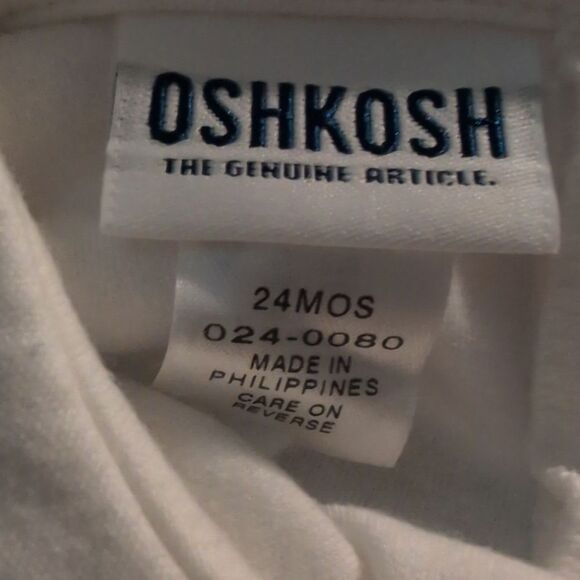 OSHKOSH
THE GENUINE ARTICLE.
24MOS
024-0080
MADE IN
PHILIPPINES
CARE ON
REVERSE